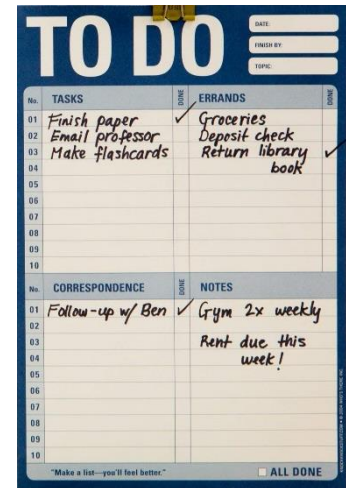 TO DO
DATE:
FINISH BY:
TOPIC:
No. TASKS DONE ERRANDS DONE
01 Finish paper ✓ Groceries
02 Email professor Deposit check
03 Make flashcards Return library ✓
04 book
05
06
07
08
09
10
No. CORRESPONDENCE DONE NOTES
01 Follow-up w/ Ben ✓ Gym 2x weekly
02
03 Rent due this
04 week!
05
06
07
08
09
10
"Make a list—you'll feel better."
ALL DONE